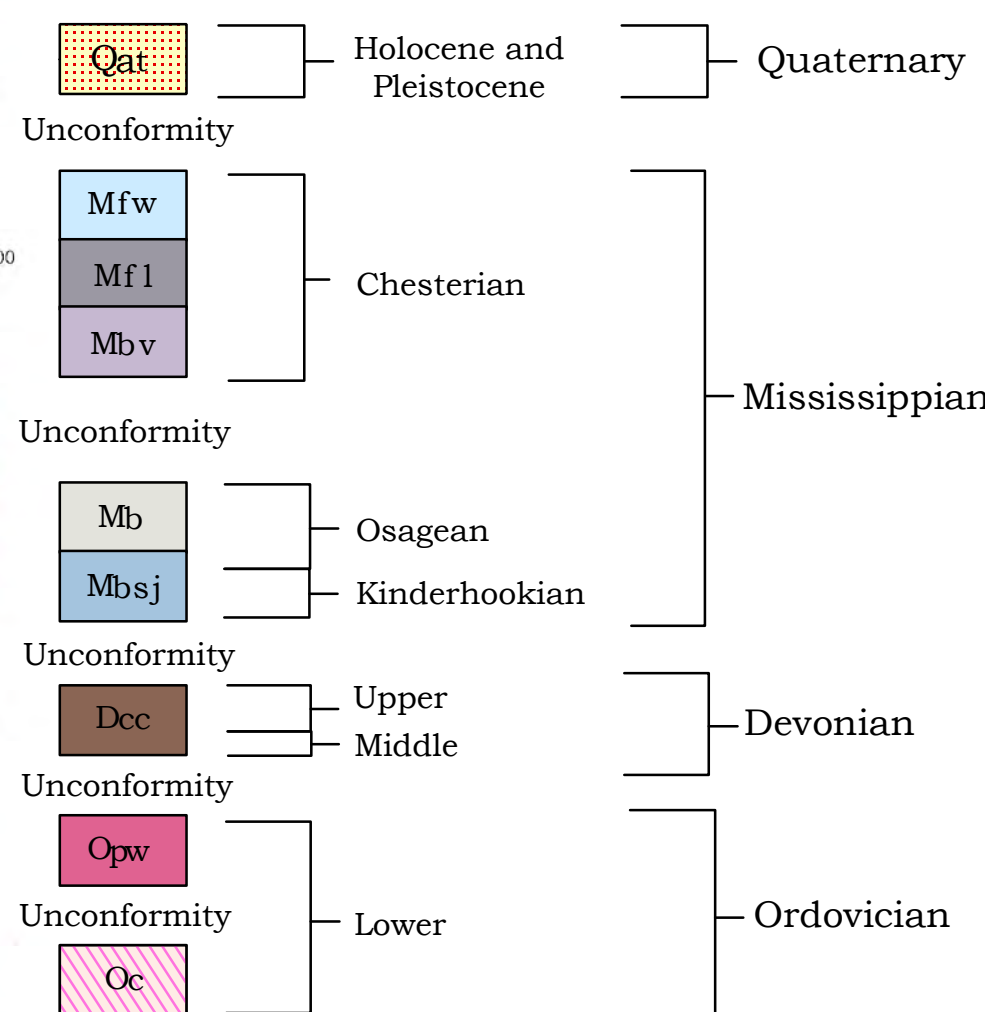 Qat
Holocene and
Pleistocene
Quaternary
Unconformity
Mfw
00
Mfl
Chesterian
Mbv
Mississippian
Unconformity
Mb
Osagean
Mbsj
Kinderhookian
Unconformity
Dcc
Upper
Middle
Devonian
Unconformity
Opw
Unconformity
Lower
Ordovician
Oc